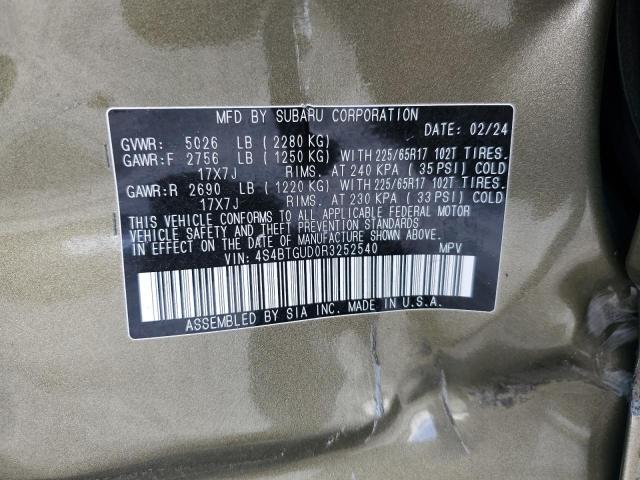 MFD BY SUBARU CORPORATION
DATE: 02/24
GVWR: 5026 LB (2280 KG)
GAWR:F 2756 LB (1250 KG) WITH 225/65R17 102T TIRES.
17X7J RIMS. AT 240 KPA (35 PSI) COLD
GAWR:R 2690 LB (1220 KG) WITH 225/65R17 102T TIRES.
17X7J RIMS. AT 230 KPA (33 PSI) COLD
THIS VEHICLE CONFORMS TO ALL APPLICABLE FEDERAL MOTOR
VEHICLE SAFETY AND THEFT PREVENTION STANDARDS
IN EFFECT ON THE DATE OF MANUFACTURE SHOWN ABOVE.
VIN: 4S4BTGUD0R3252540 MPV
ASSEMBLED BY SIA INC. MADE IN U.S.A.